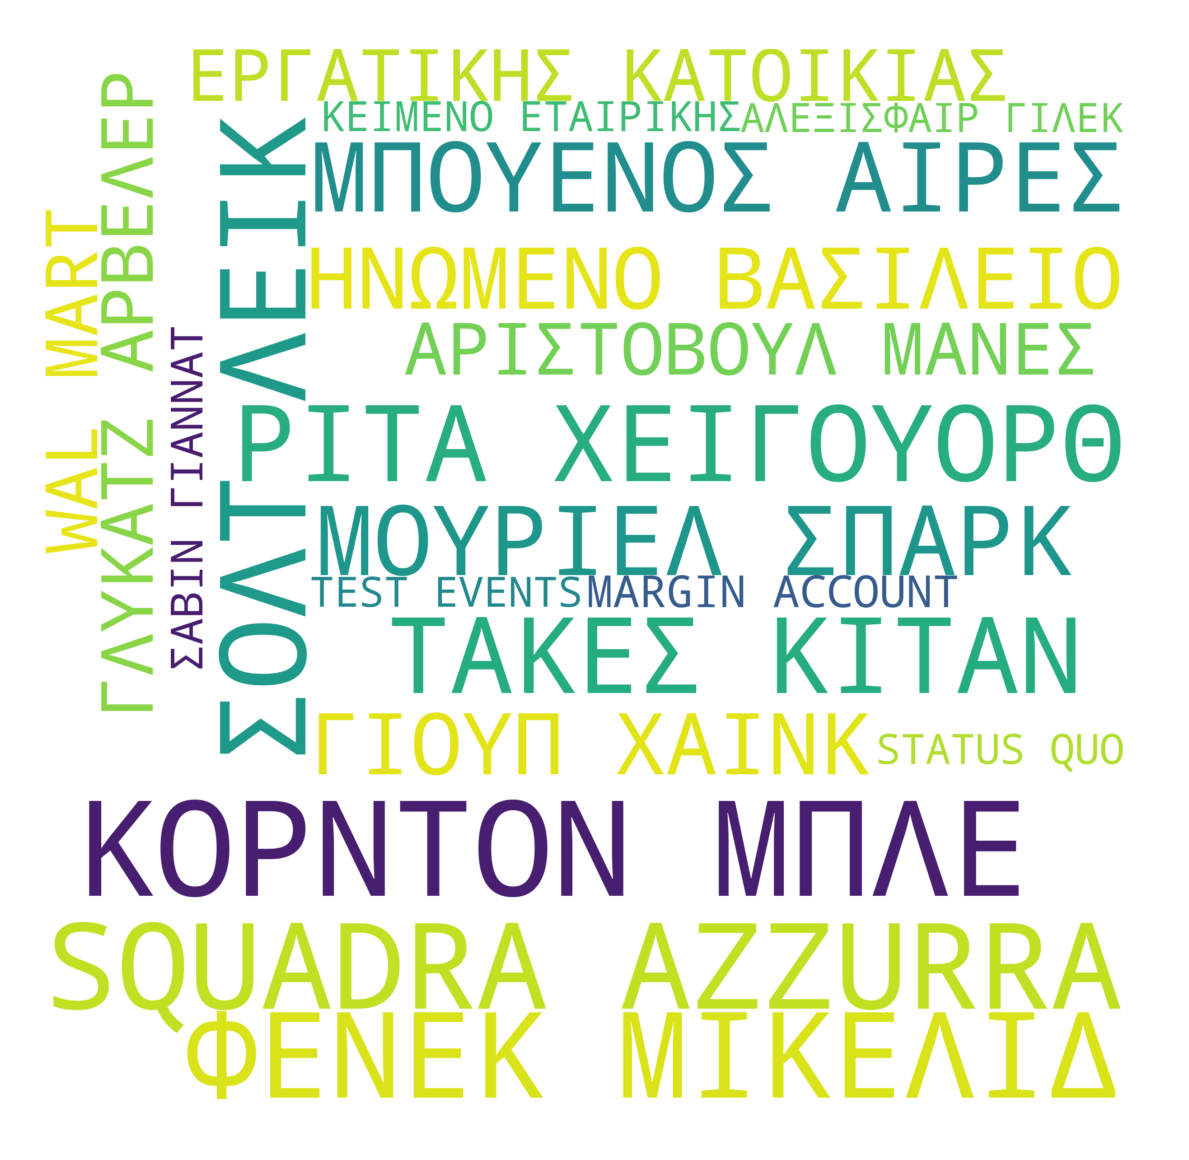 ΕΡΓΑΤΙΚΗΣ ΚΑΤΟΙΚΙΑΣ
ΚΕΙΜΕΝΟ ΕΤΑΙΡΙΚΗΣ
ΑΛΕΞΙΣΦΑΙΡ ΓΙΛΕΚ
ΜΠΟΥΕΝΟΣ ΑΙΡΕΣ
ΗΝΩΜΕΝΟ ΒΑΣΙΛΕΙΟ
ΑΡΙΣΤΟΒΟΥΛ ΜΑΝΕΣ
ΡΙΤΑ ΧΕΙΓΟΥΟΡΘ
ΜΟΥΡΙΕΛ ΣΠΑΡΚ
TEST EVENTS
MARGIN ACCOUNT
ΤΑΚΕΣ ΚΙΤΑΝ
ΓΙΟΥΠ ΧΑΙΝΚ
STATUS QUO
ΚΟΡΝΤΟΝ ΜΠΛΕ
SQUADRA AZZURRA
ΦΕΝΕΚ ΜΙΚΕΛΙΔ
WAL MART
ΓΛΥΚΑΤΖ ΑΡΒΕΛΕΡ
ΣΑΒΙΝ ΓΙΑΝΝΑΤ
ΣΟΛΤ ΛΕΙΚ